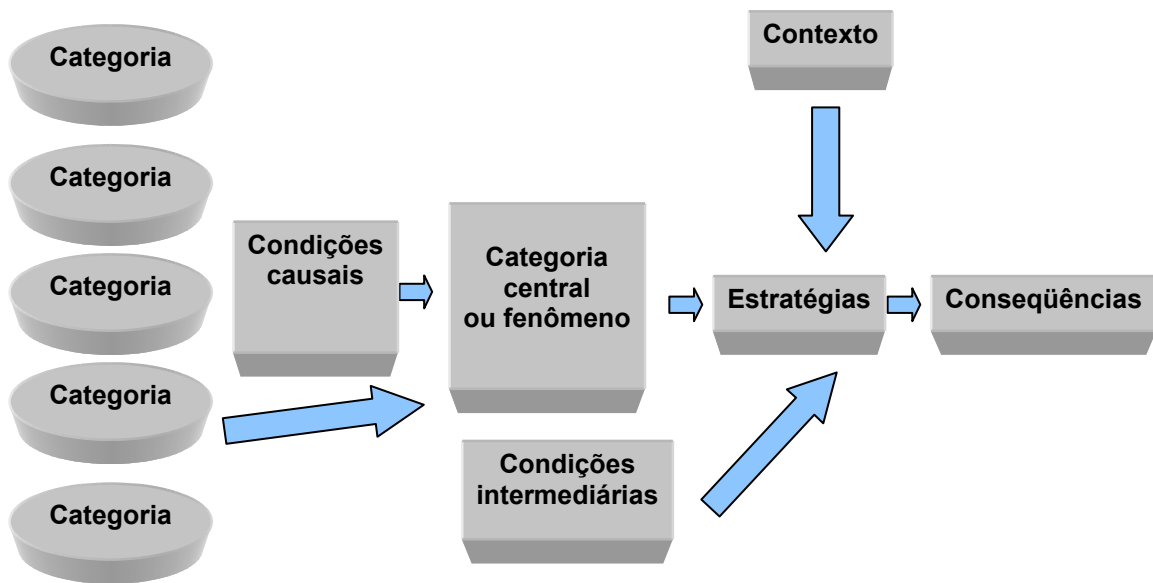 Categoria
Categoria
Categoria
Categoria
Categoria
Condições
causais
Categoria
central
ou fenômeno
Condições
intermediárias
Contexto
Estratégias
Conseqüências